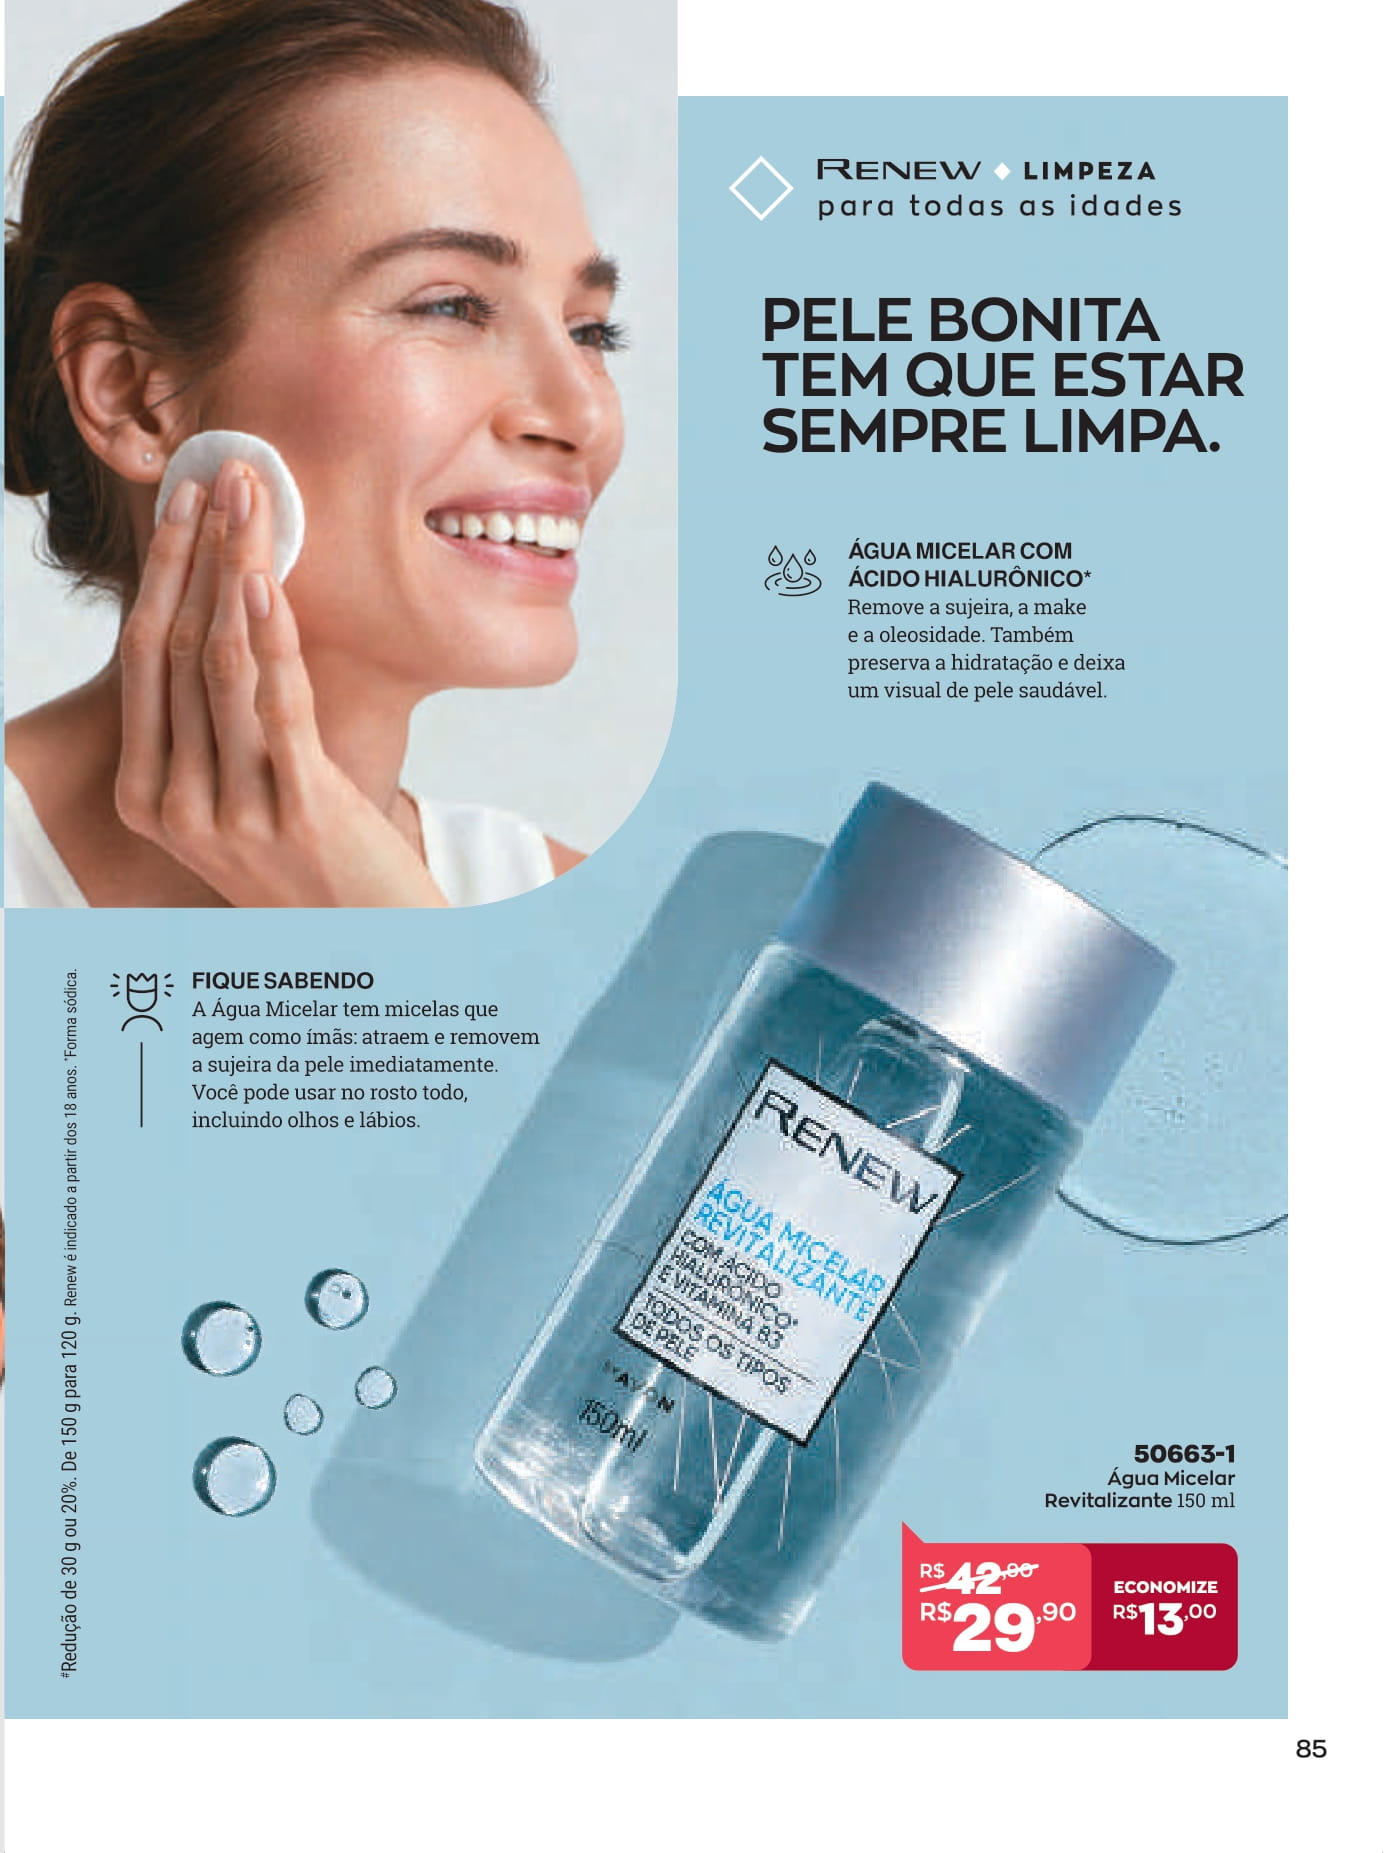 RENEW LIMPEZA
para todas as idades
PELE BONITA
TEM QUE ESTAR
SEMPRE LIMPA.
ÁGUA MICELAR COM
ÁCIDO HIALURÔNICO*
Remove a sujeira, a make
e a oleosidade. Também
preserva a hidratação e deixa
um visual de pele saudável.
FIQUE SABENDO
A Água Micelar tem micelas que
agem como ímãs: atraem e removem
a sujeira da pele imediatamente.
Você pode usar no rosto todo,
incluindo olhos e lábios.
#Redução de 30 g ou 20%. De 150 g para 120 g. Renew é indicado a partir dos 18 anos. *Forma sódica.
RENEW
ÁGUA MICELAR
REVITALIZANTE
COM ÁCIDO
HIALURÔNICO*
E VITAMINA B3
TODOS OS TIPOS
DE PELE
BY AVON
150ml
50663-1
Água Micelar
Revitalizante 150 ml
R$ 42,90
R$ 29,90
ECONOMIZE
R$ 13,00
85